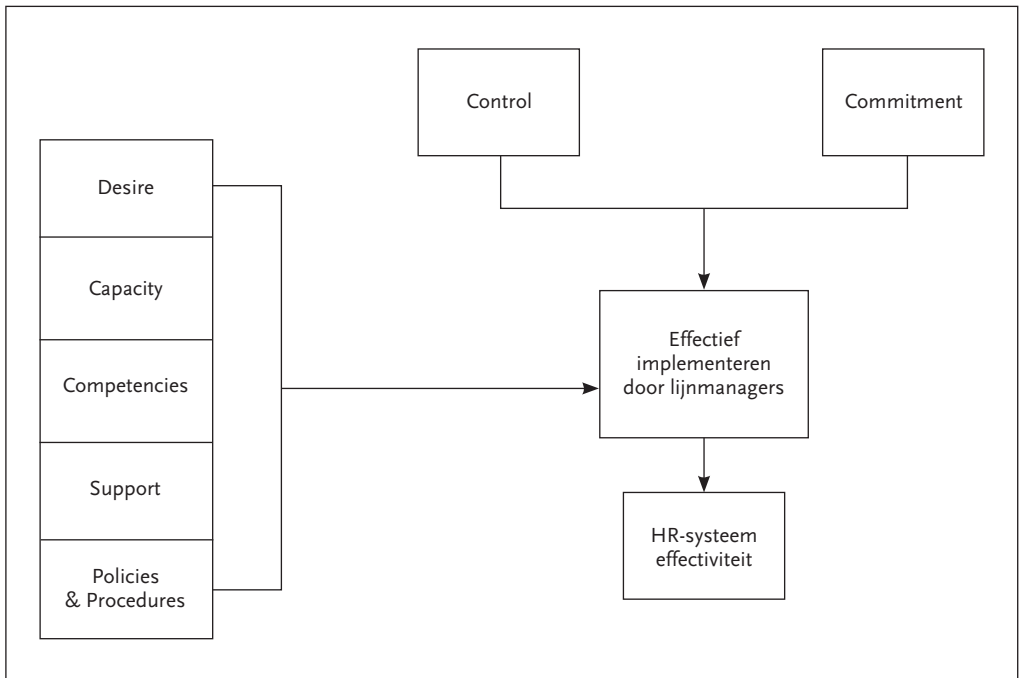 Control
Commitment
Desire
Capacity
Competencies
Support
Policies
& Procedures
Effectief
implementeren
door lijnmanagers
HR-systeem
effectiviteit